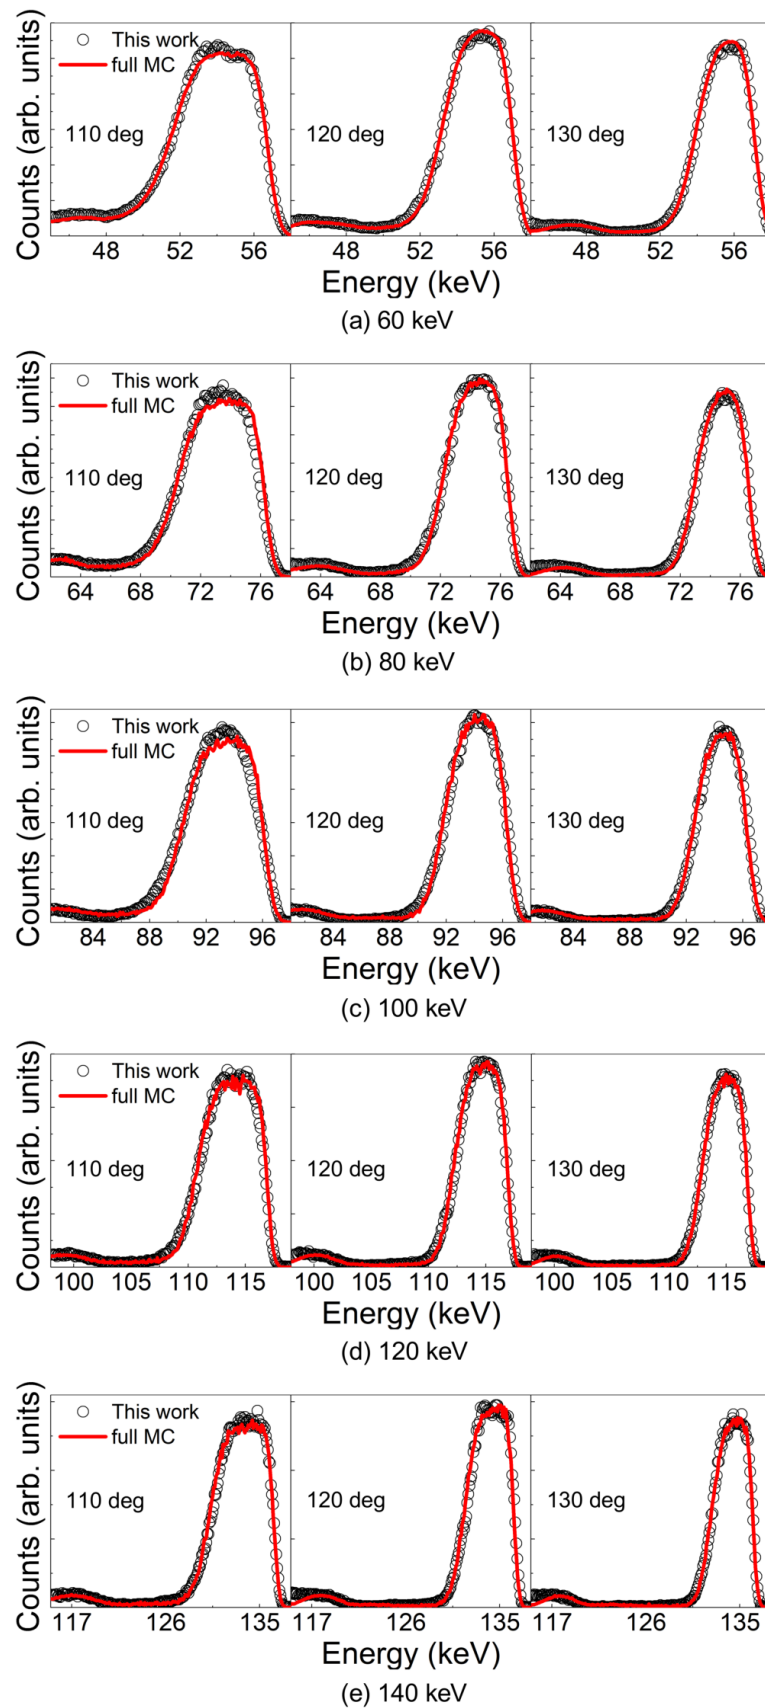 Counts (arb. units)
This work
full MC
110 deg
120 deg
130 deg
48 52 56 48 52 56 48 52 56
Energy (keV)
(a) 60 keV
Counts (arb. units)
This work
full MC
110 deg
120 deg
130 deg
64 68 72 76 64 68 72 76 64 68 72 76
Energy (keV)
(b) 80 keV
Counts (arb. units)
This work
full MC
110 deg
120 deg
130 deg
84 88 92 96 84 88 92 96 84 88 92 96
Energy (keV)
(c) 100 keV
Counts (arb. units)
This work
full MC
110 deg
120 deg
130 deg
100 105 110 115 100 105 110 115 100 105 110 115
Energy (keV)
(d) 120 keV
Counts (arb. units)
This work
full MC
110 deg
120 deg
130 deg
117 126 135 117 126 135 117 126 135
Energy (keV)
(e) 140 keV